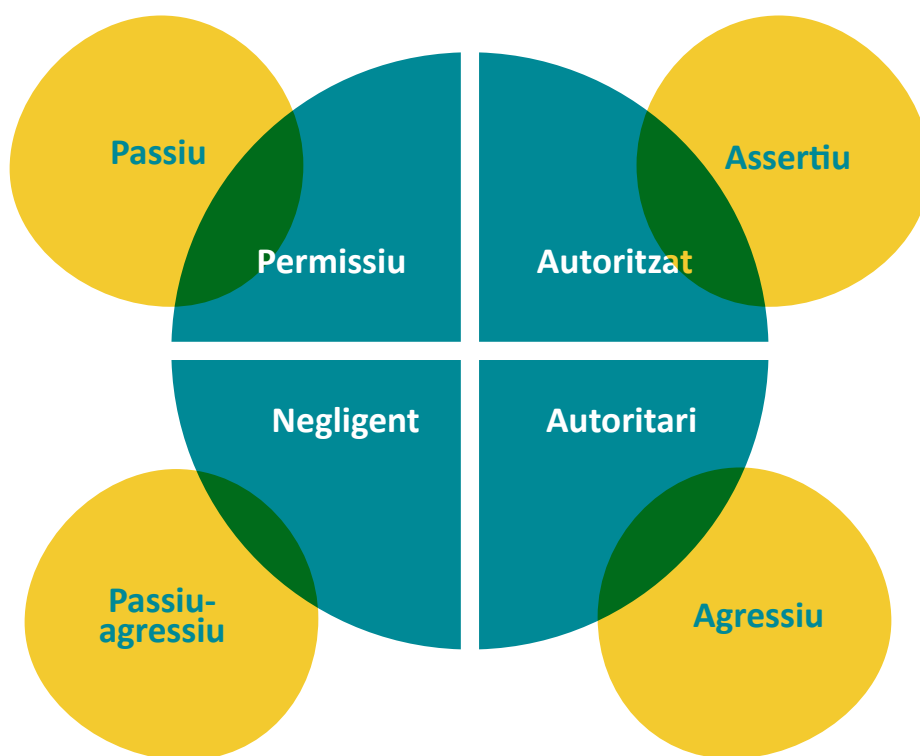 Passiu
Assertiu
Permissiu
Autoritzat
Negligent
Autoritari
Passiu-
agressiu
Agressiu